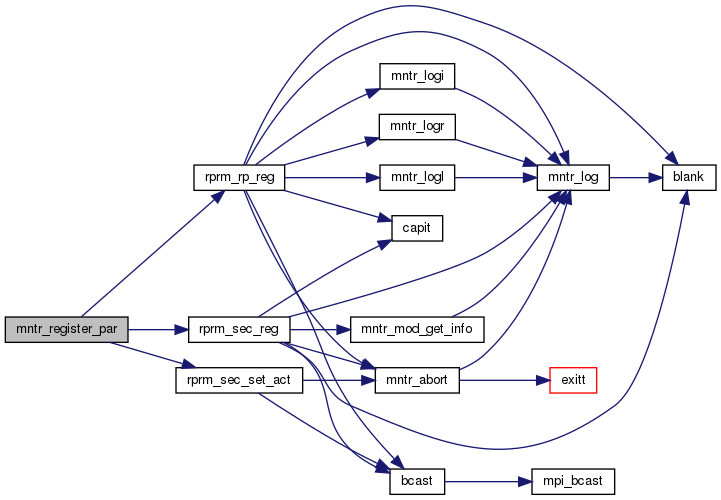 mntr_logi
mntr_logr
rprm_rp_reg
mntr_logl
mntr_log
blank
capit
mntr_register_par
rprm_sec_reg
mntr_mod_get_info
rprm_sec_set_act
mntr_abort
exitt
bcast
mpi_bcast